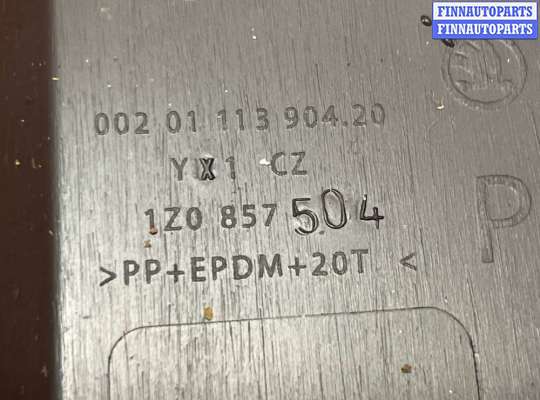 FINNAUTOPARTS
FINNAUTOPARTS
002 01 113 904.20
YX1 CZ
1Z0 857 504
P
>PP+EPDM+20T <